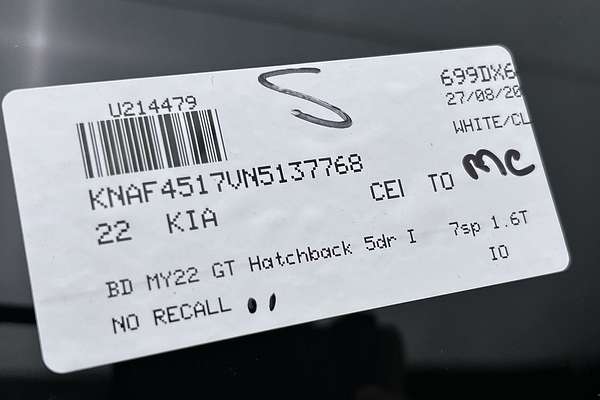 S
699DX6
U214479
27/08/20
WHITE/CL
KNAF4517VN5137768
CEI TO MC
22 KIA
BD MY22 GT Hatchback 5dr I 7sp 1.6T
NO RECALL
IO